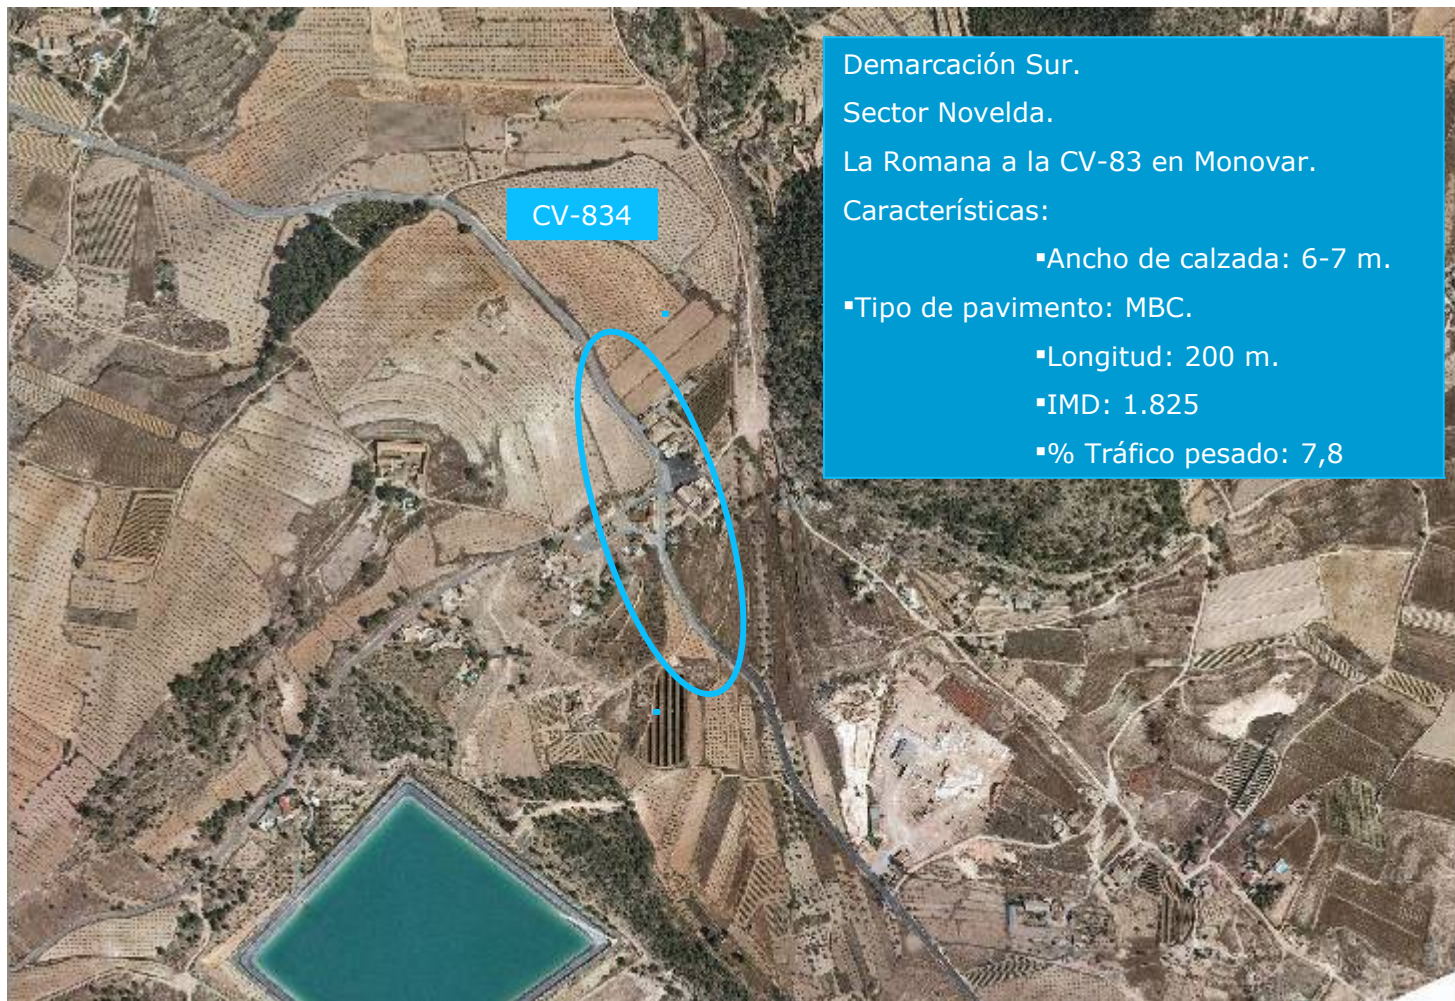 CV-834
Demarcación Sur.
Sector Novelda.
La Romana a la CV-83 en Monovar.
Características:
▪Ancho de calzada: 6-7 m.
▪Tipo de pavimento: MBC.
▪Longitud: 200 m.
▪IMD: 1.825
▪% Tráfico pesado: 7,8